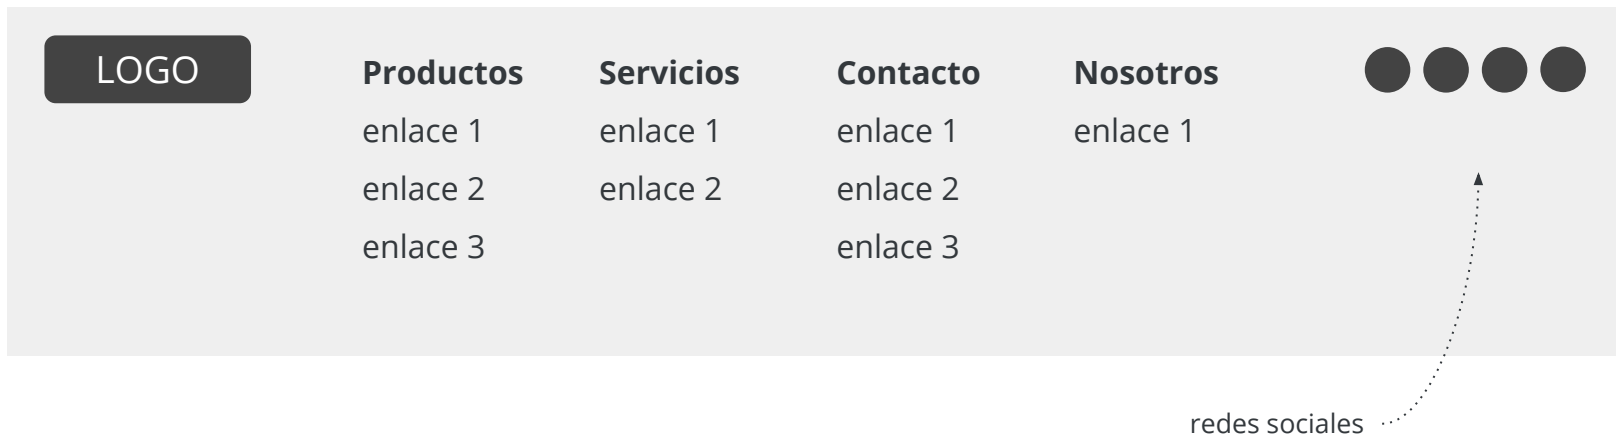 LOGO
Productos
enlace 1
enlace 2
enlace 3
Servicios
enlace 1
enlace 2
Contacto
enlace 1
enlace 2
enlace 3
Nosotros
enlace 1
redes sociales